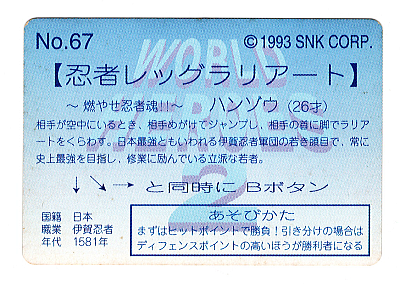 No.67
©1993 SNK CORP.
WORLD
HEROES
2
【忍者レッグラリアート】
～燃やせ忍者魂!!!～ ハンゾウ(26才)
相手が空中にいるとき、相手めがけてジャンプし、相手の首に脚でラリア
ートをくらわす。日本最強ともいわれる伊賀忍者軍団の若き頭目で、常に
史上最強を目指し、修業に励んでいる立派な若者。
↓↘→と同時にBボタン
国籍 日本
職業 伊賀忍者
年代 1581年
あそびかた
まずはヒットポイントで勝負！引き分けの場合は
ディフェンスポイントの高いほうが勝利者になる